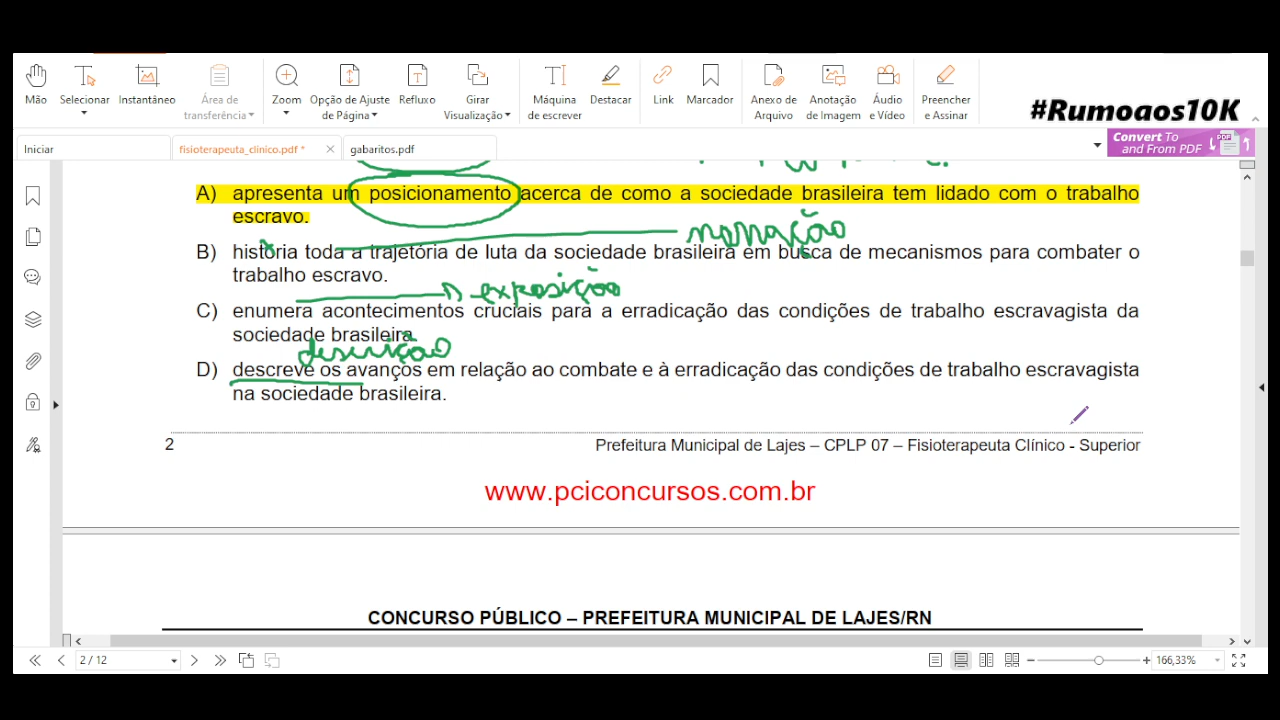 Mão
Selecionar
Instantâneo
Área de
transferência
Zoom
Opção de Ajuste
de Página
Refluxo
Girar
Visualização
Máquina
de escrever
Destacar
Link
Marcador
Anexo de
Arquivo
Anotação
de Imagem
Áudio
e Vídeo
Preencher
e Assinar
#Rumoaos10K
Iniciar
fisioterapeuta_clínico.pdf *
gabaritos.pdf
Convert To
and From PDF
PDF
A) apresenta um posicionamento acerca de como a sociedade brasileira tem lidado com o trabalho
escravo.
narração
B) historia toda a trajetória de luta da sociedade brasileira em busca de mecanismos para combater o
trabalho escravo.
exposição
C) enumera acontecimentos cruciais para a erradicação das condições de trabalho escravagista da
sociedade brasileira.
descrição
D) descreve os avanços em relação ao combate e à erradicação das condições de trabalho escravagista
na sociedade brasileira.
2 Prefeitura Municipal de Lajes – CPLP 07 – Fisioterapeuta Clínico - Superior
www.pciconcursos.com.br
CONCURSO PÚBLICO – PREFEITURA MUNICIPAL DE LAJES/RN
2 / 12
166,33%